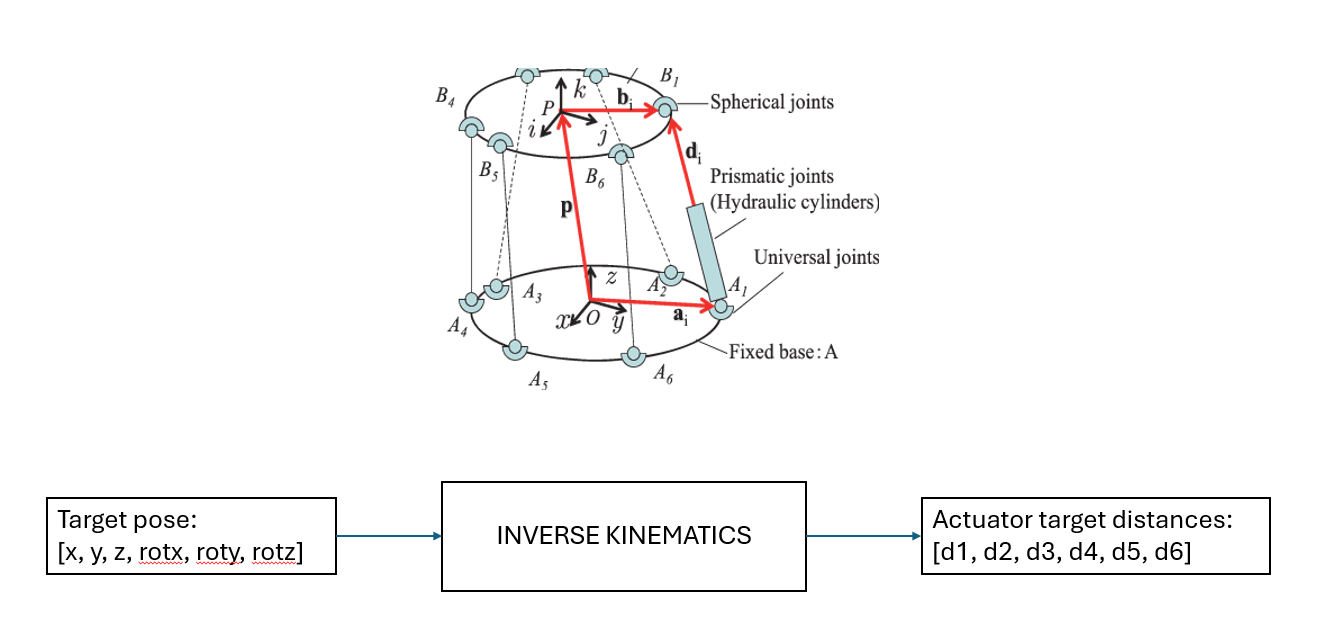 B1
k
bi
B4
P
Spherical joints
i
j
di
B5
B6
Prismatic joints
(Hydraulic cylinders)
p
Universal joints
z
A2
A1
A3
x
O
y
ai
A4
Fixed base: A
A5
A6
Target pose:
[x, y, z, rotx, roty, rotz]
INVERSE KINEMATICS
Actuator target distances:
[d1, d2, d3, d4, d5, d6]